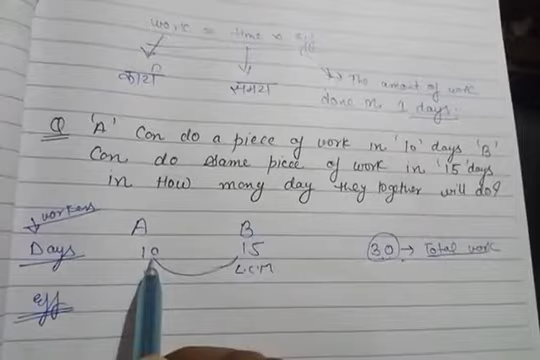 work = time x eff
कार्य
समय
The amount of work
done in 1 days.
Q 'A' Can do a piece of work in '10' days 'B'
Can do same piece of work in '15' days
in How many day they together will do?
workers
A B
Days 10 15 30 → Total work
L.C.M
eff